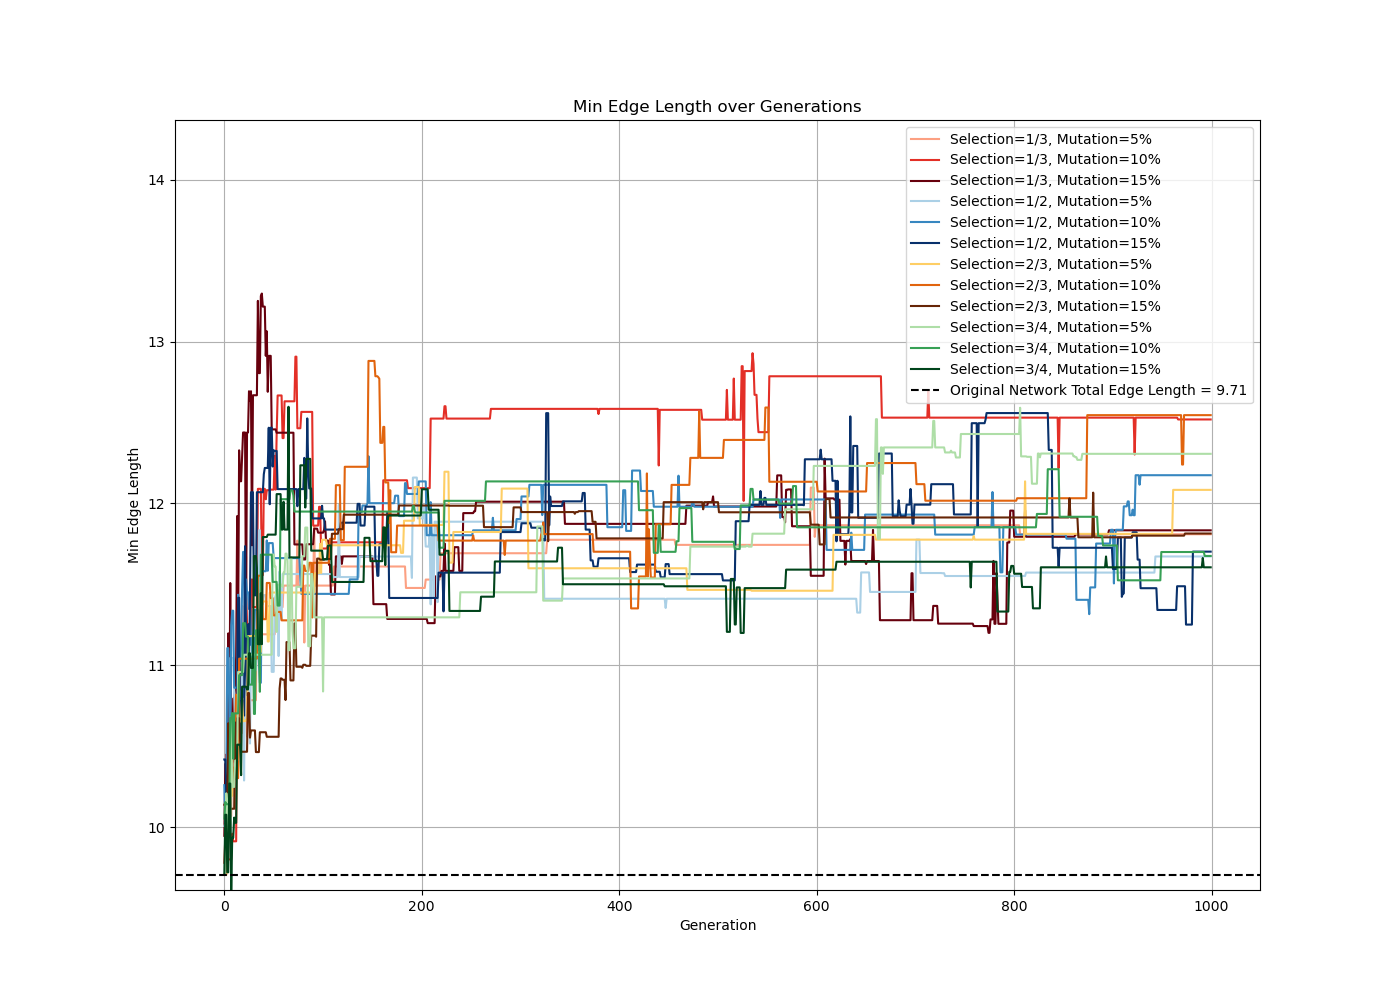 Min Edge Length over Generations
Selection=1/3, Mutation=5%
Selection=1/3, Mutation=10%
Selection=1/3, Mutation=15%
Selection=1/2, Mutation=5%
Selection=1/2, Mutation=10%
Selection=1/2, Mutation=15%
Selection=2/3, Mutation=5%
Selection=2/3, Mutation=10%
Selection=2/3, Mutation=15%
Selection=3/4, Mutation=5%
Selection=3/4, Mutation=10%
Selection=3/4, Mutation=15%
Original Network Total Edge Length = 9.71
Min Edge Length
14
13
12
11
10
0 200 400 600 800 1000
Generation